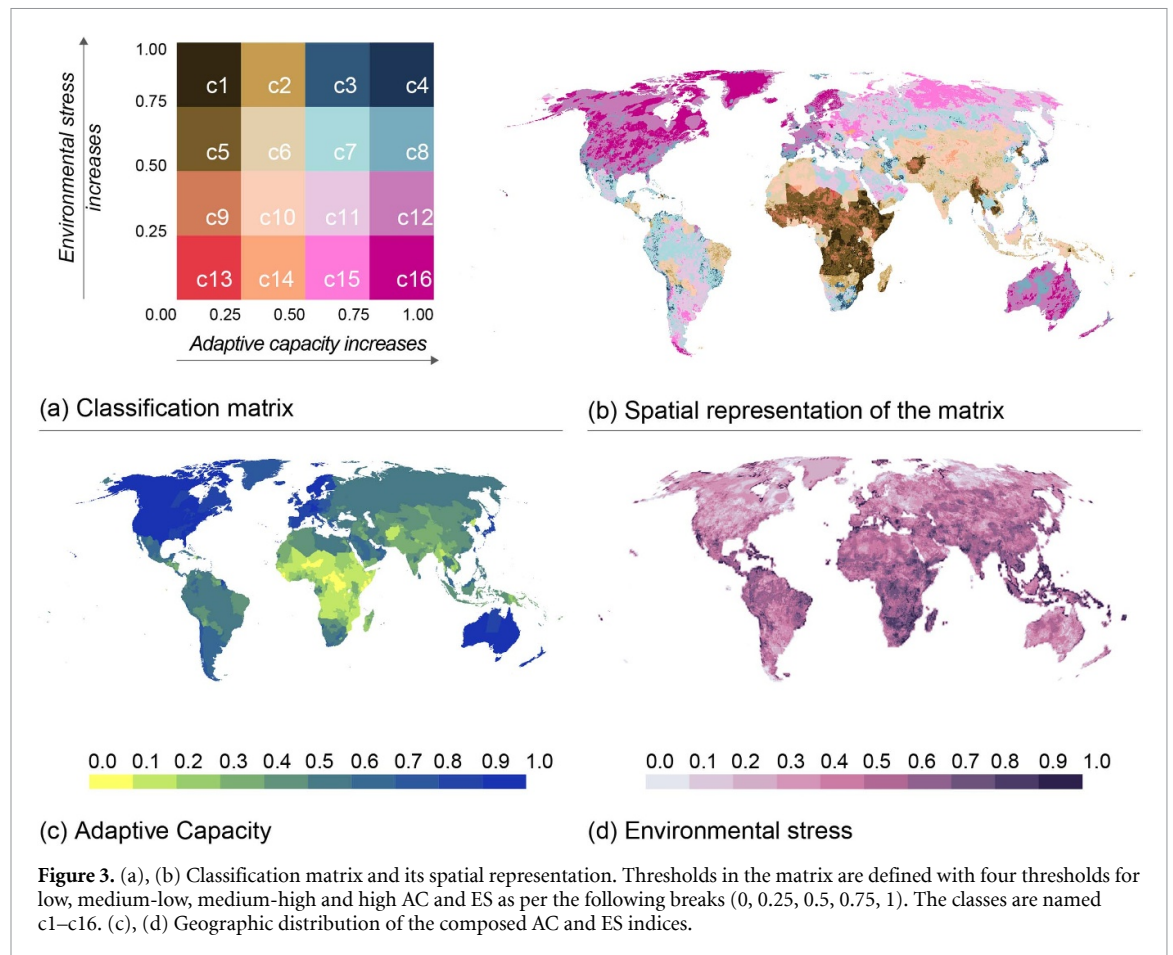 Environmental stress
increases
1.00
0.75
0.50
0.25
c1 c2 c3 c4
c5 c6 c7 c8
c9 c10 c11 c12
c13 c14 c15 c16
0.00 0.25 0.50 0.75 1.00
Adaptive capacity increases
(a) Classification matrix
(b) Spatial representation of the matrix
0.0 0.1 0.2 0.3 0.4 0.5 0.6 0.7 0.8 0.9 1.0
(c) Adaptive Capacity
0.0 0.1 0.2 0.3 0.4 0.5 0.6 0.7 0.8 0.9 1.0
(d) Environmental stress
Figure 3. (a), (b) Classification matrix and its spatial representation. Thresholds in the matrix are defined with four thresholds for
low, medium-low, medium-high and high AC and ES as per the following breaks (0, 0.25, 0.5, 0.75, 1). The classes are named
c1–c16. (c), (d) Geographic distribution of the composed AC and ES indices.